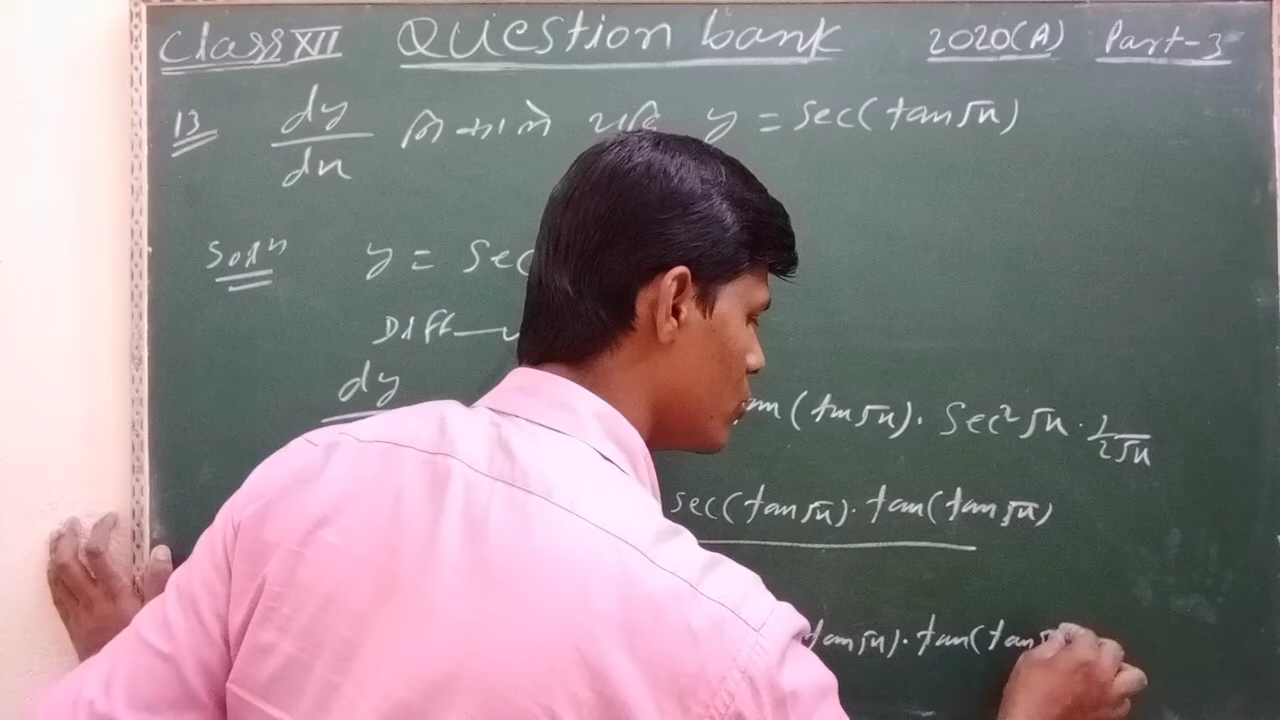 Class XII Question bank 2020(A) Part-3
13 dy/dx यदि y = sec(tan√x)
Soln y = Sec
Diff
dy
an(tan√x). Sec²√x. 1/2√x
sec(tan√x). tan(tan√x)
tan√x). tan(tan